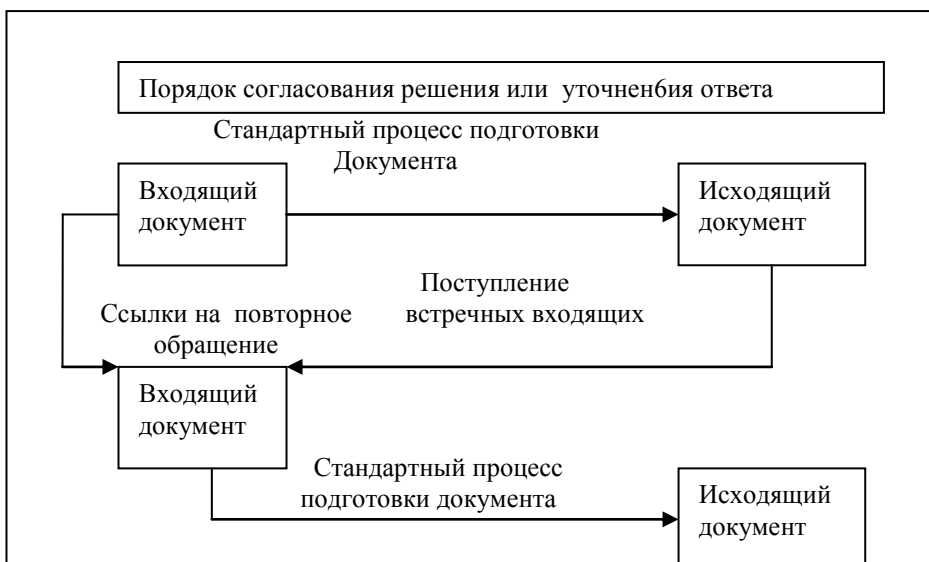 Порядок согласования решения или уточнен6ия ответа
Стандартный процесс подготовки
Документа
Входящий
документ
Исходящий
документ
Поступление
встречных входящих
Ссылки на повторное
обращение
Входящий
документ
Стандартный процесс
подготовки документа
Исходящий
документ